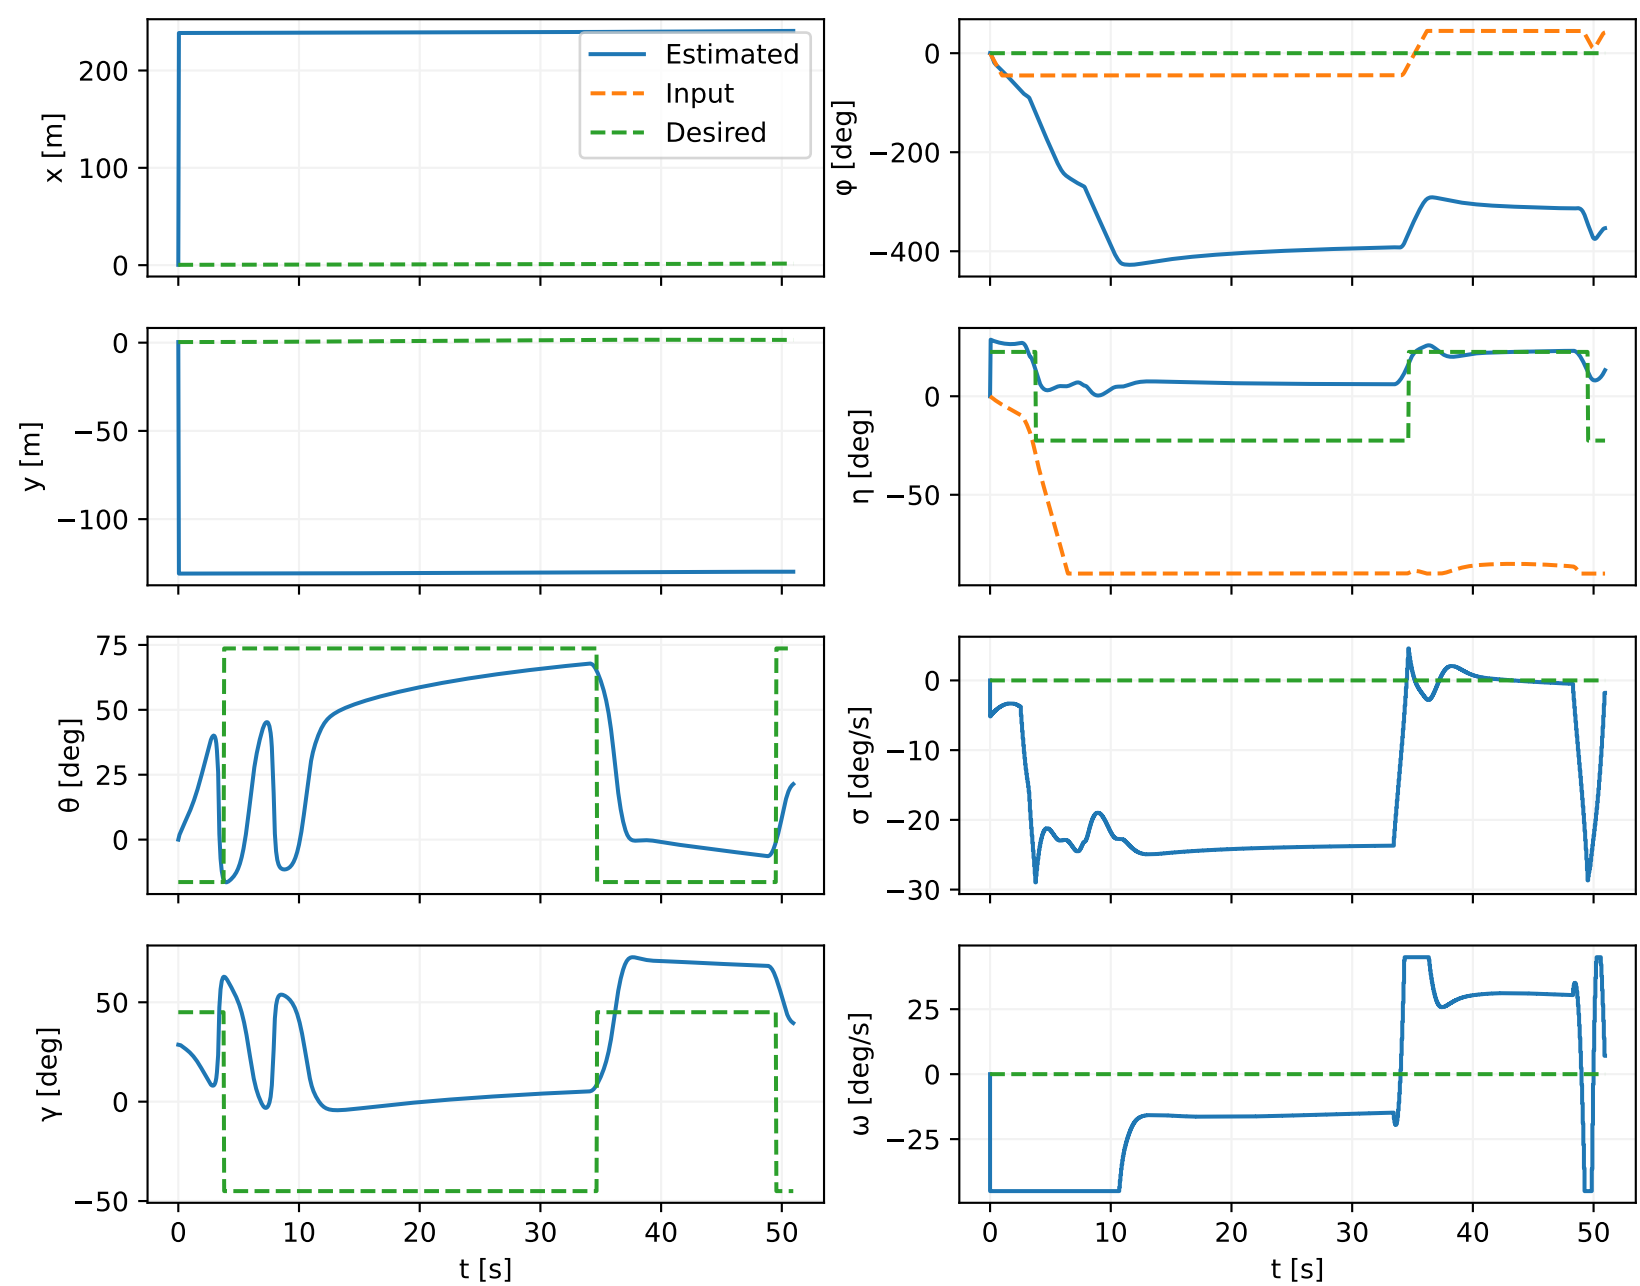 x [m]
200
100
0
Estimated
Input
Desired
φ [deg]
0
−200
−400
y [m]
0
−50
−100
η [deg]
0
−50
θ [deg]
75
50
25
0
σ [deg/s]
0
−10
−20
−30
γ [deg]
50
0
−50
0 10 20 30 40 50
t [s]
ω [deg/s]
25
0
−25
0 10 20 30 40 50
t [s]